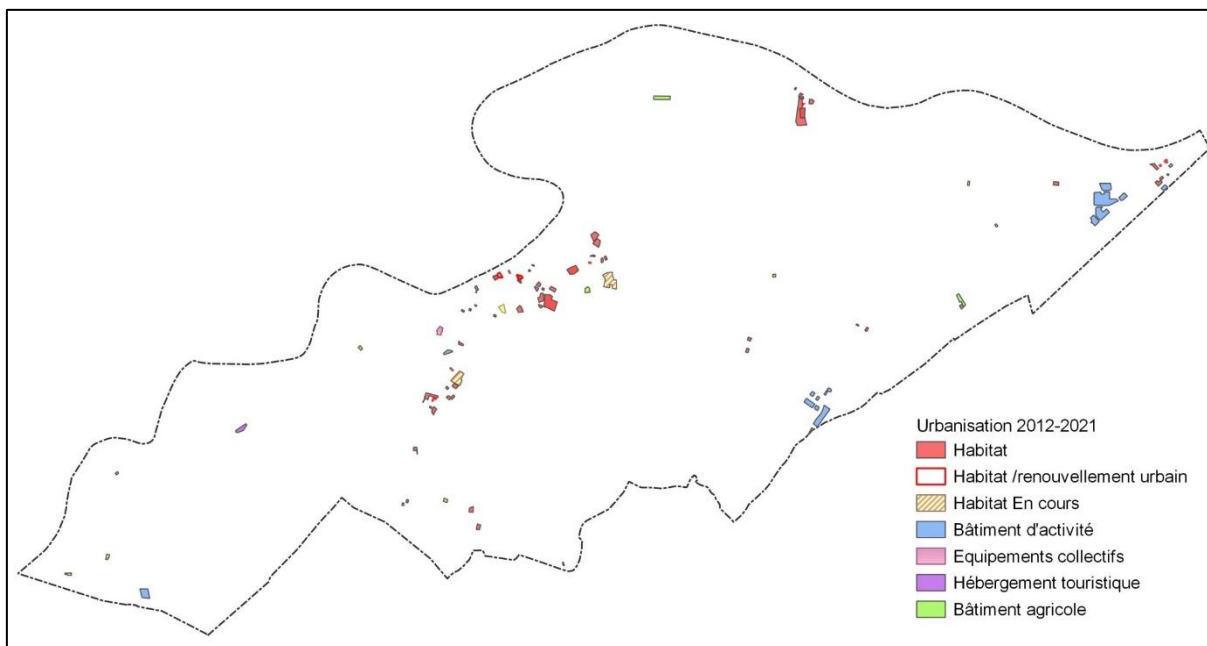 Urbanisation 2012-2021
Habitat
Habitat /renouvellement urbain
Habitat En cours
Bâtiment d'activité
Equipements collectifs
Hébergement touristique
Bâtiment agricole